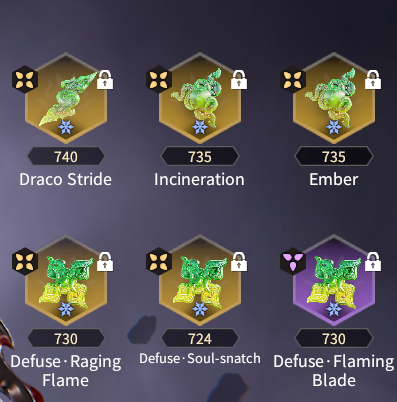 740 735 735
Draco Stride Incineration Ember
730 724 730
Defuse·Raging Defuse·Soul-snatch Defuse·Flaming
Flame Blade